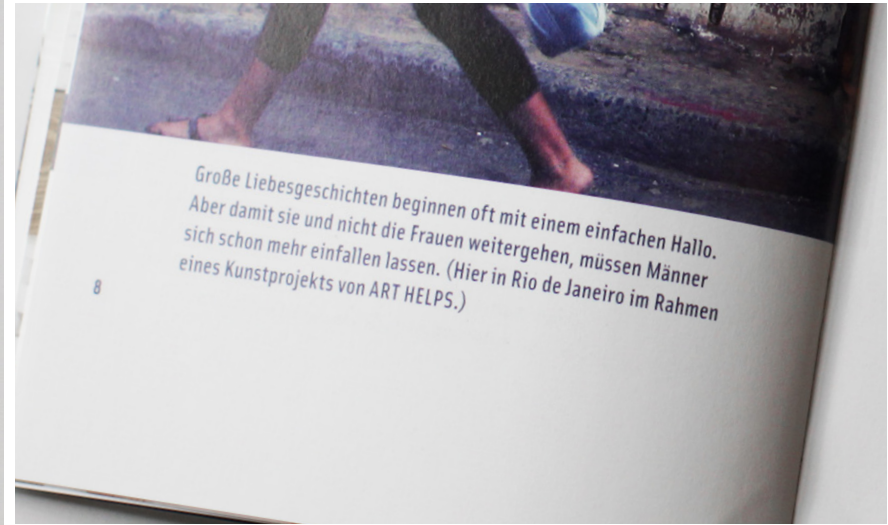 Große Liebesgeschichten beginnen oft mit einem einfachen Hallo.
Aber damit sie und nicht die Frauen weitergehen, müssen Männer
sich schon mehr einfallen lassen. (Hier in Rio de Janeiro im Rahmen
eines Kunstprojekts von ART HELPS.)
8